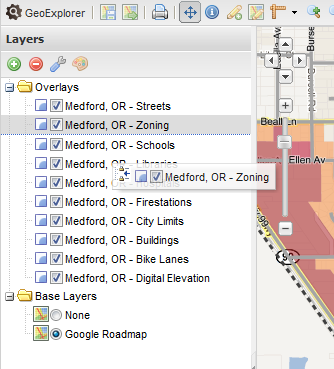 GeoExplorer
Layers
Overlays
Medford, OR - Streets
Medford, OR - Zoning
Medford, OR - Schools
Medford, OR - Libraries
Medford, OR - Zoning
Medford, OR - Hospitals
Medford, OR - Firestations
Medford, OR - City Limits
Medford, OR - Buildings
Medford, OR - Bike Lanes
Medford, OR - Digital Elevation
Base Layers
None
Google Roadmap
Beall Ln
Ellen Av
99